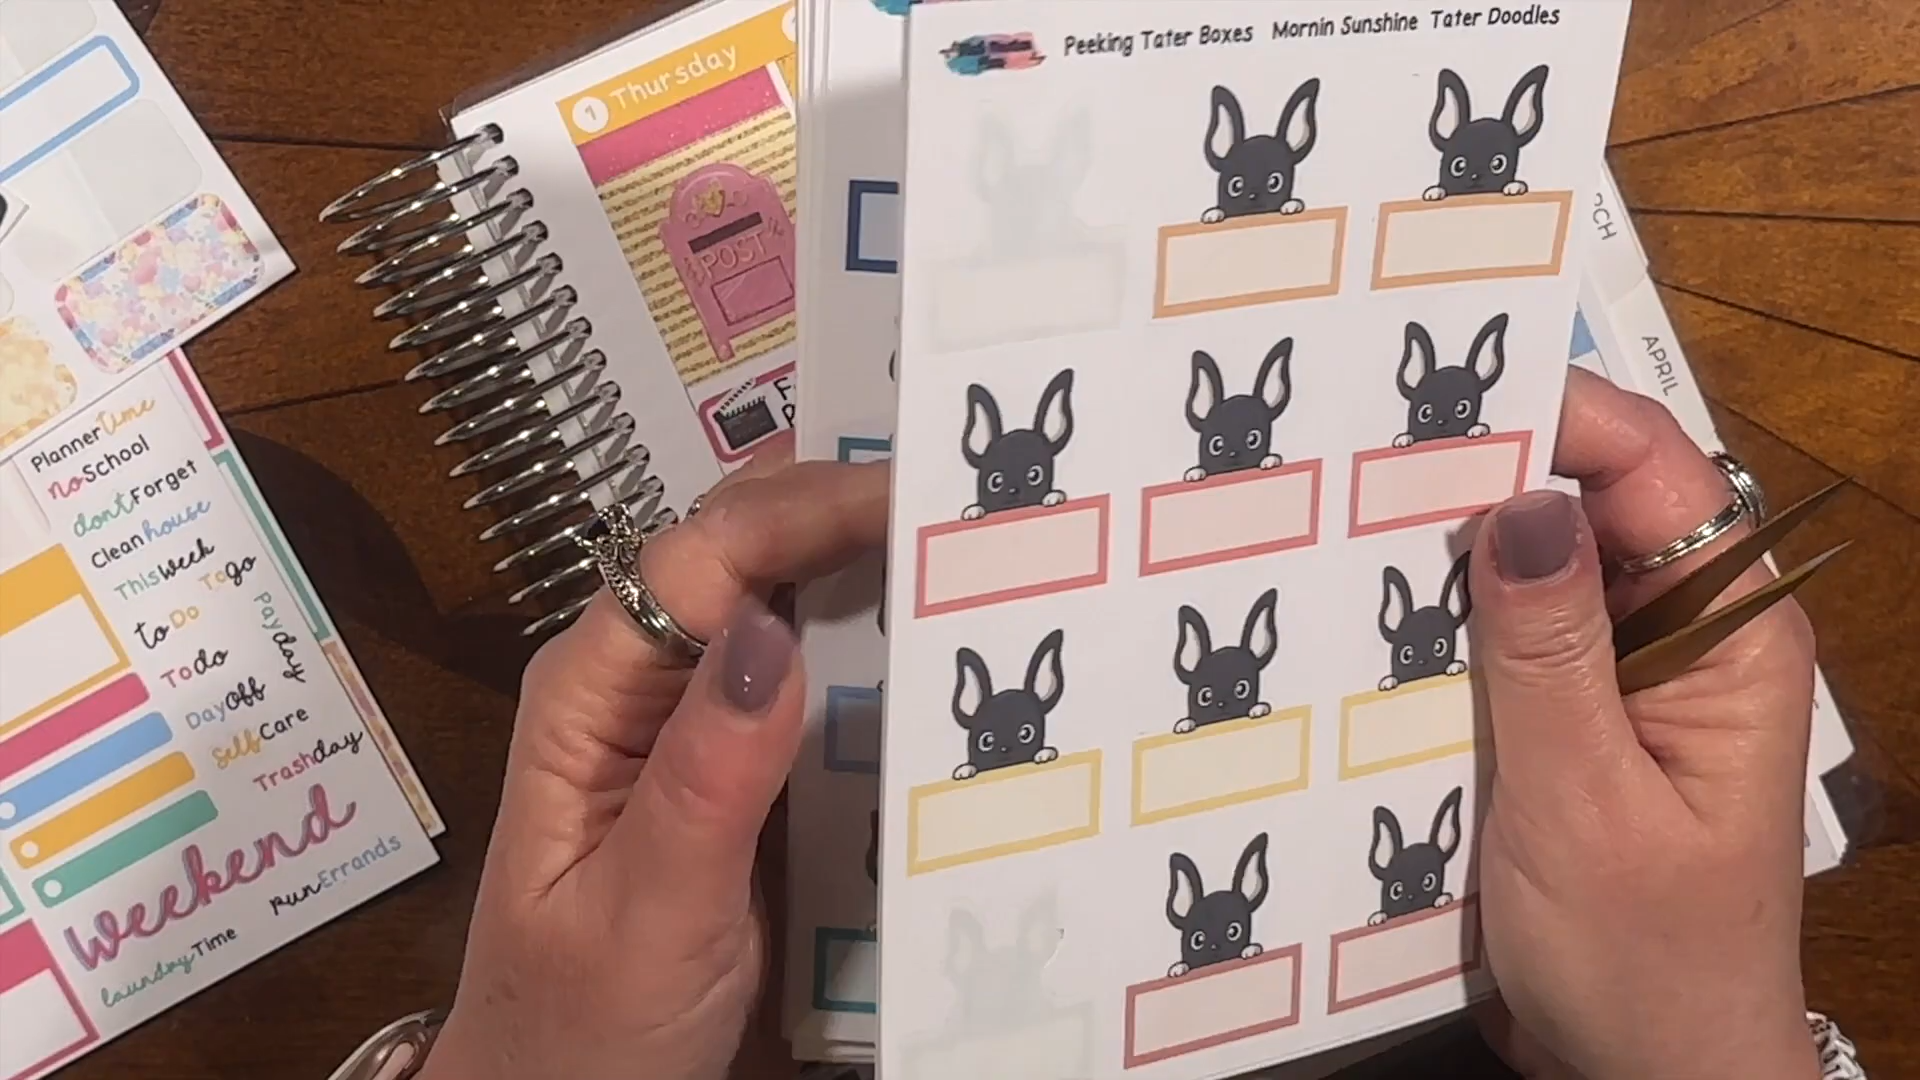 Peeking Tater Boxes Mornin Sunshine Tater Doodles
1 Thursday
POST
APRIL
Planner time
no School
dont Forget
Clean house
This week
To go
to Do
pay day
To do
Day Off
Self Care
Trash day
weekend
run Errands
laundry Time